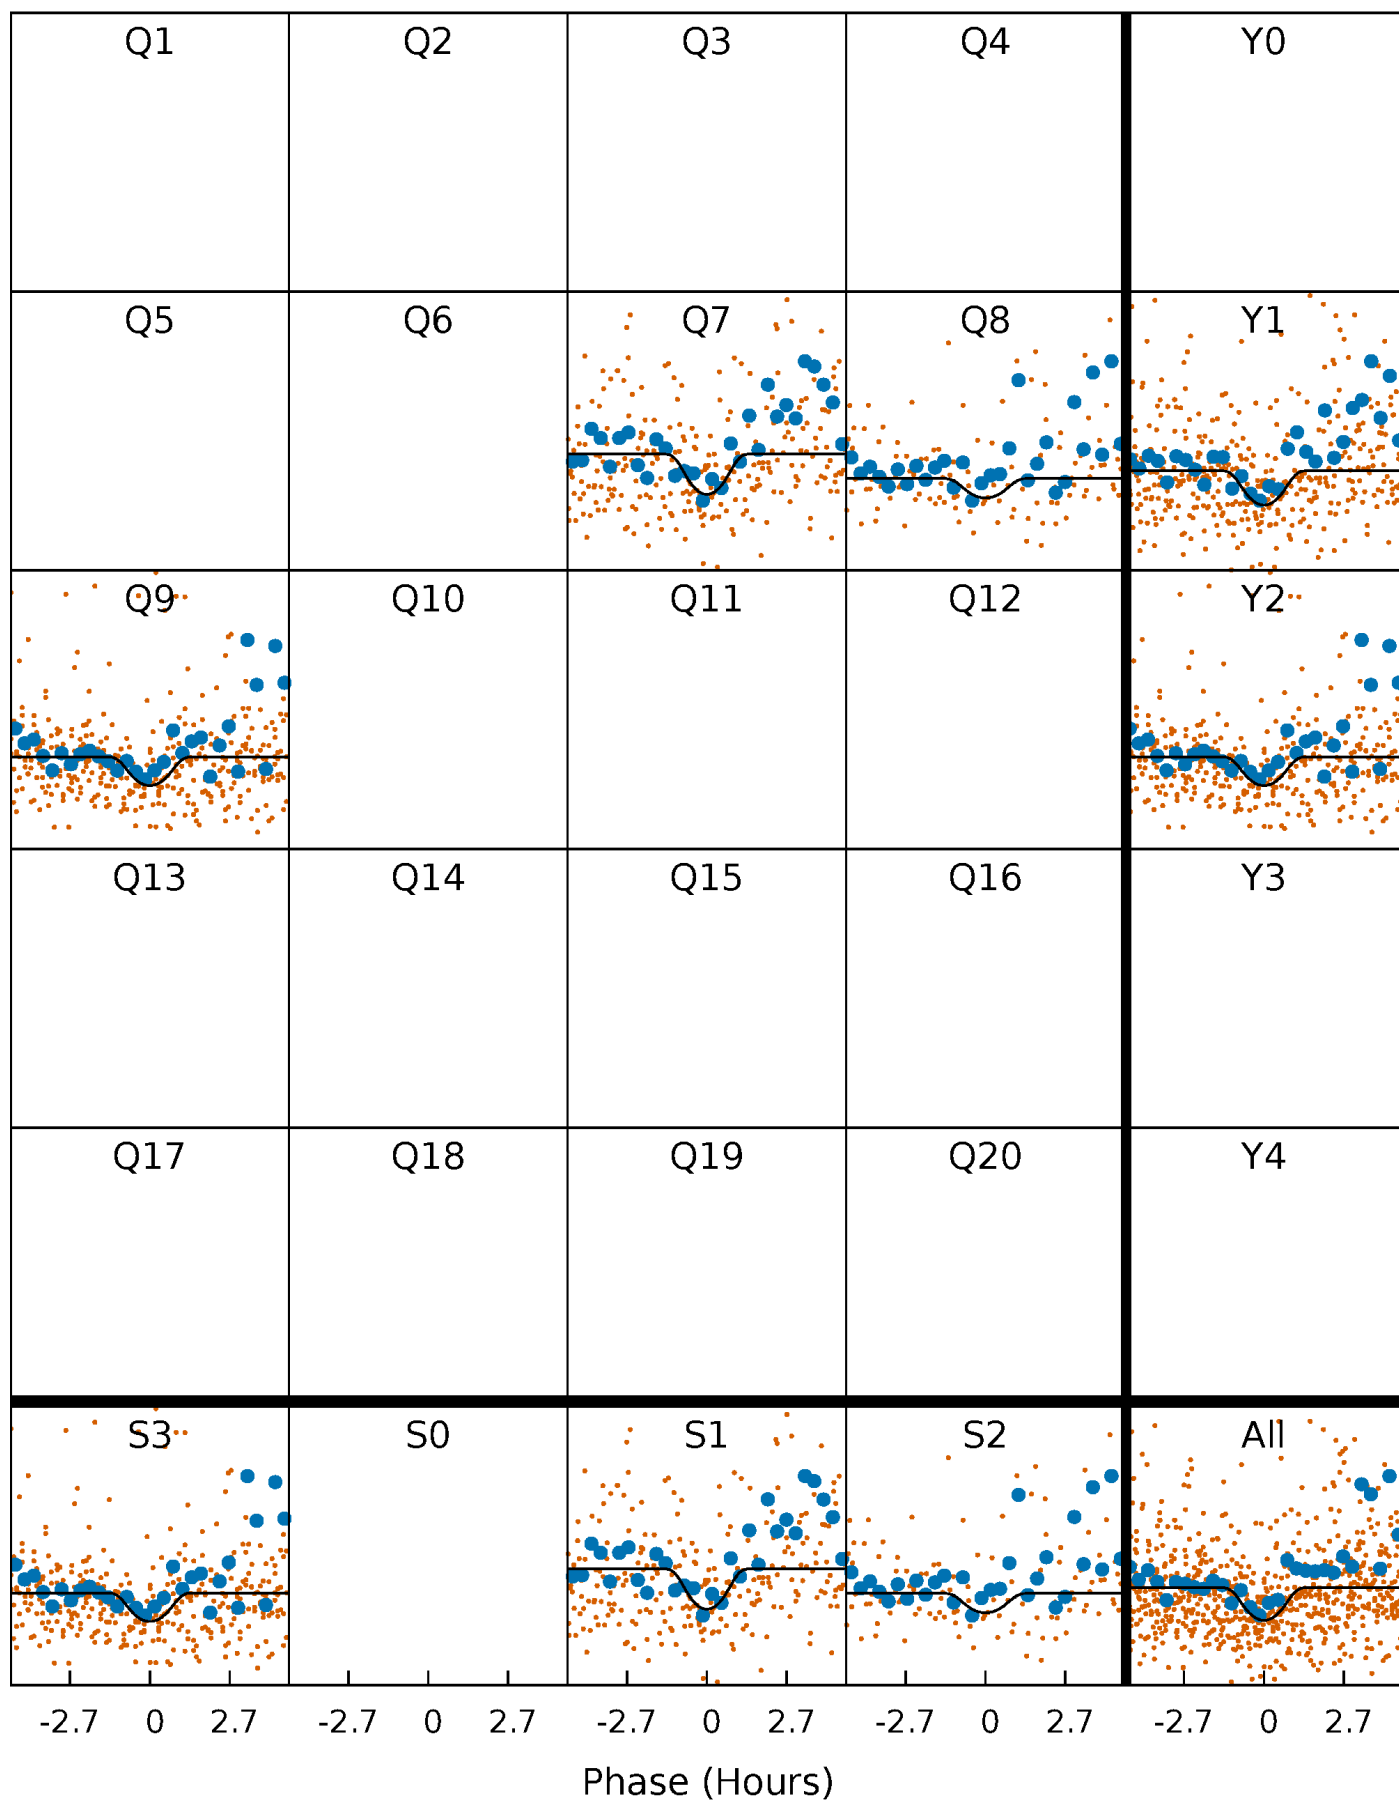 Q1 Q2 Q3 Q4 Y0
Q5 Q6 Q7 Q8 Y1
Q9 Q10 Q11 Q12 Y2
Q13 Q14 Q15 Q16 Y3
Q17 Q18 Q19 Q20 Y4
S3 S0 S1 S2 All
-2.7 0 2.7 -2.7 0 2.7 -2.7 0 2.7 -2.7 0 2.7 -2.7 0 2.7
Phase (Hours)